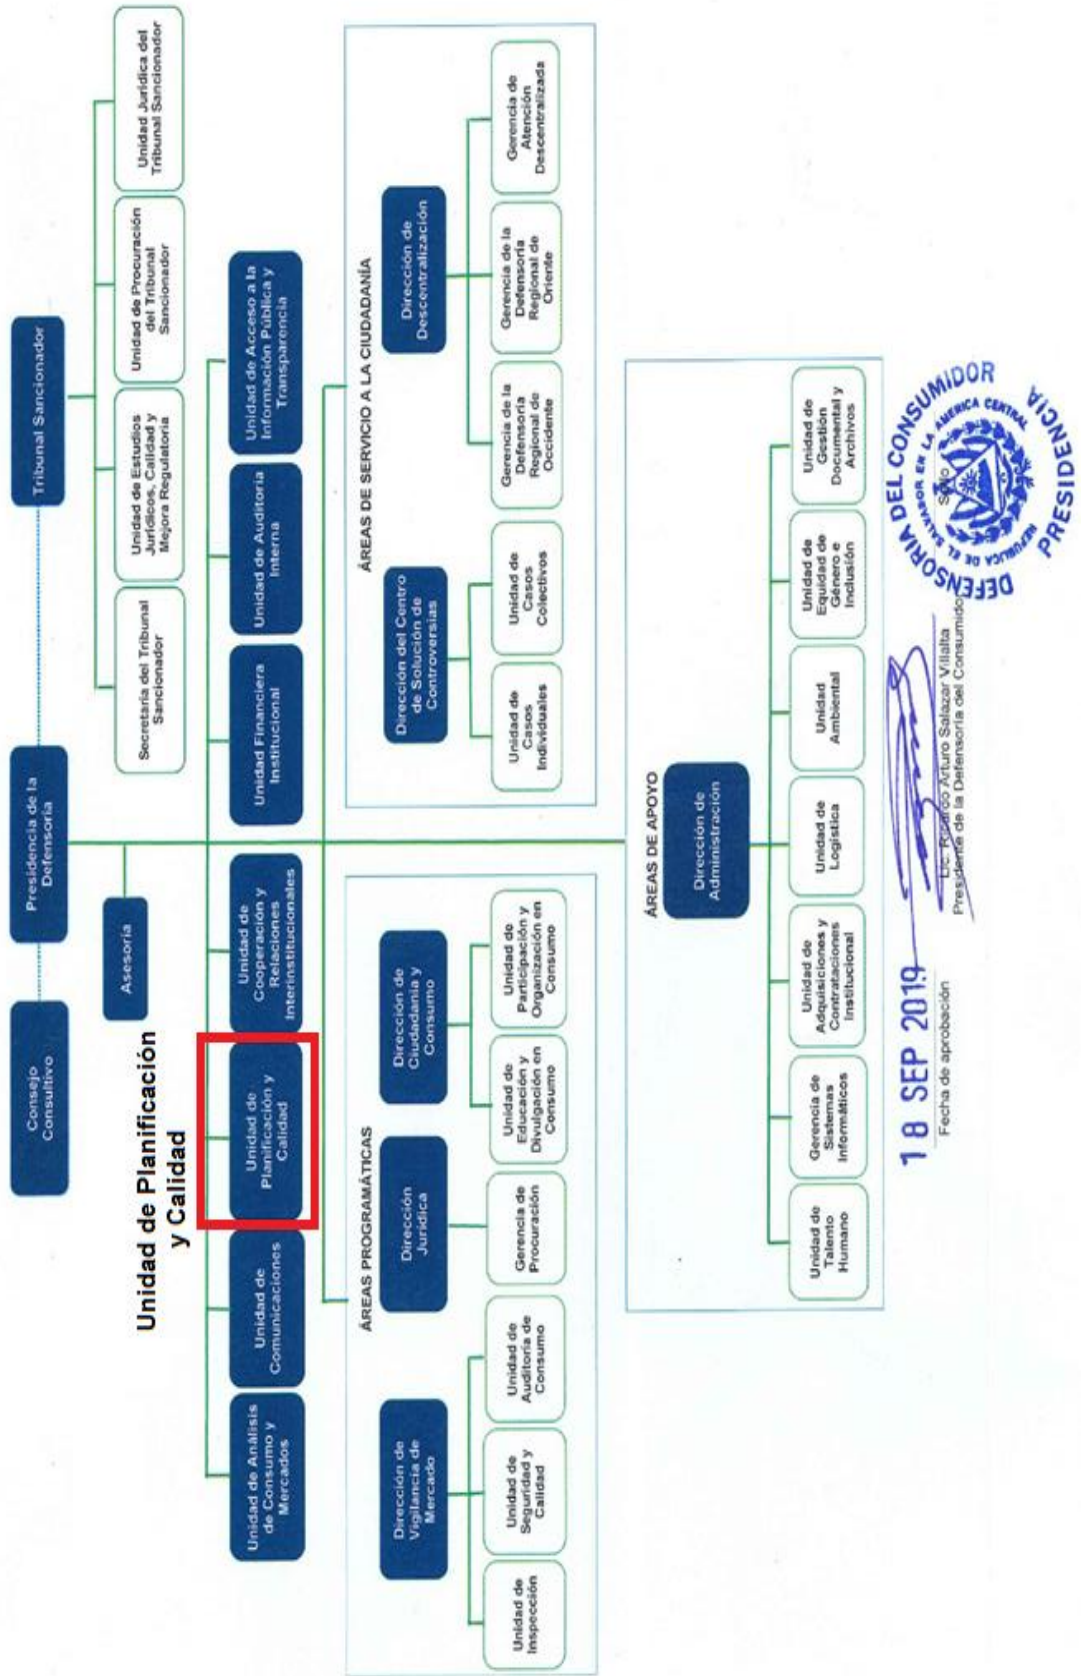 Consejo
Consultivo
Presidencia de la
Defensoría
Tribunal Sancionador
Asesoría
Secretaria del Tribunal
Sancionador
Unidad de Estudios
Jurídicos, Calidad y
Mejora Regulatoria
Unidad de Procuración
del Tribunal
Sancionador
Unidad Jurídica del
Tribunal Sancionador
Unidad de Planificación
y Calidad
Unidad de Análisis
de Consumo y
Mercados
Unidad de
Comunicaciones
Unidad de
Planificación y
Calidad
Unidad de
Cooperación y
Relaciones
Interinstitucionales
Unidad Financiera
Institucional
Unidad de Auditoria
Interna
Unidad de Acceso a la
Información Pública y
Transparencia
ÁREAS PROGRAMÁTICAS
Dirección de
Vigilancia de
Mercado
Dirección
Jurídica
Dirección de
Ciudadanía y
Consumo
Unidad de
Inspección
Unidad de
Seguridad y
Calidad
Unidad de
Auditoría de
Consumo
Gerencia de
Procuración
Unidad de
Educación y
Divulgación en
Consumo
Unidad de
Participación y
Organización en
Consumo
ÁREAS DE SERVICIO A LA CIUDADANÍA
Dirección del Centro
de Solución de
Controversias
Dirección de
Descentralización
Unidad de
Casos
Individuales
Unidad de
Casos
Colectivos
Gerencia de la
Defensoría
Regional de
Occidente
Gerencia de la
Defensoría
Regional de
Oriente
Gerencia de
Atención
Descentralizada
ÁREAS DE APOYO
Dirección de
Administración
Unidad de
Talento
Humano
Gerencia de
Sistemas
Informáticos
Unidad de
Adquisiciones y
Contrataciones
Institucional
Unidad de
Logística
Unidad
Ambiental
Unidad de
Equidad de
Género e
Inclusión
Unidad de
Gestión
Documental y
Archivos
18 SEP 2019
Fecha de aprobación
Lic. Ricardo Arturo Salazar Villalta
Presidente de la Defensoría del Consumidor
Sello
DEFENSORIA DEL CONSUMIDOR
REPUBLICA DE EL SALVADOR EN LA AMERICA CENTRAL
PRESIDENCIA